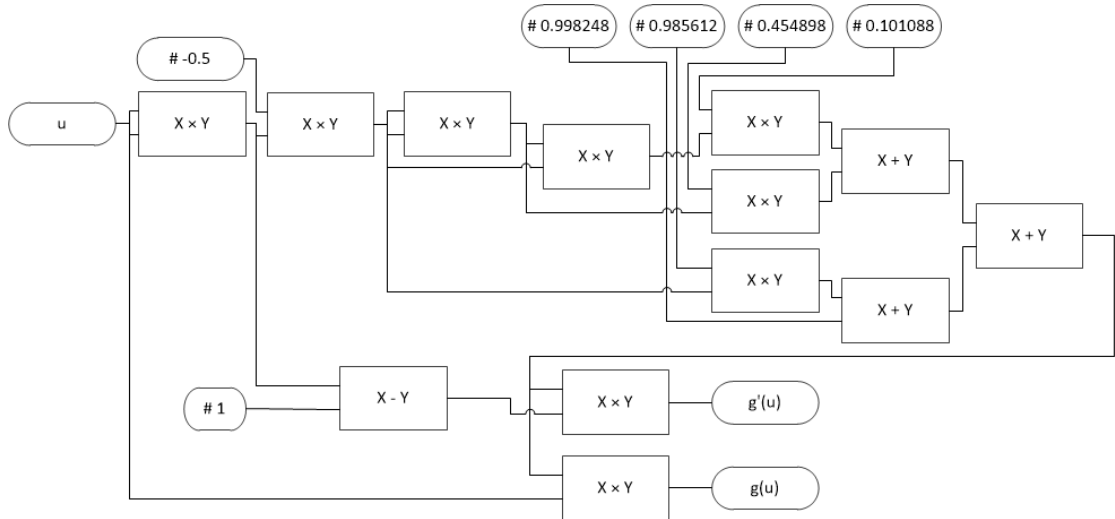 # 0.998248
# 0.985612
# 0.454898
# 0.101088
# -0.5
u
X × Y
X × Y
X × Y
X × Y
X × Y
X + Y
X × Y
X + Y
X × Y
X + Y
X - Y
# 1
X × Y
g'(u)
X × Y
g(u)